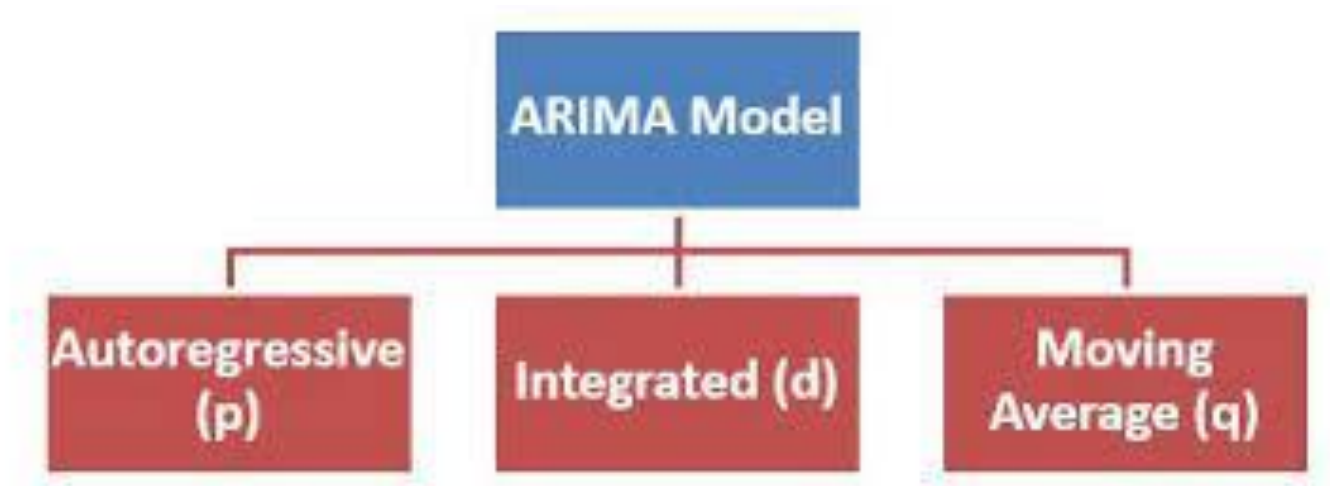 ARIMA Model
Autoregressive
(p)
Integrated (d)
Moving
Average (q)